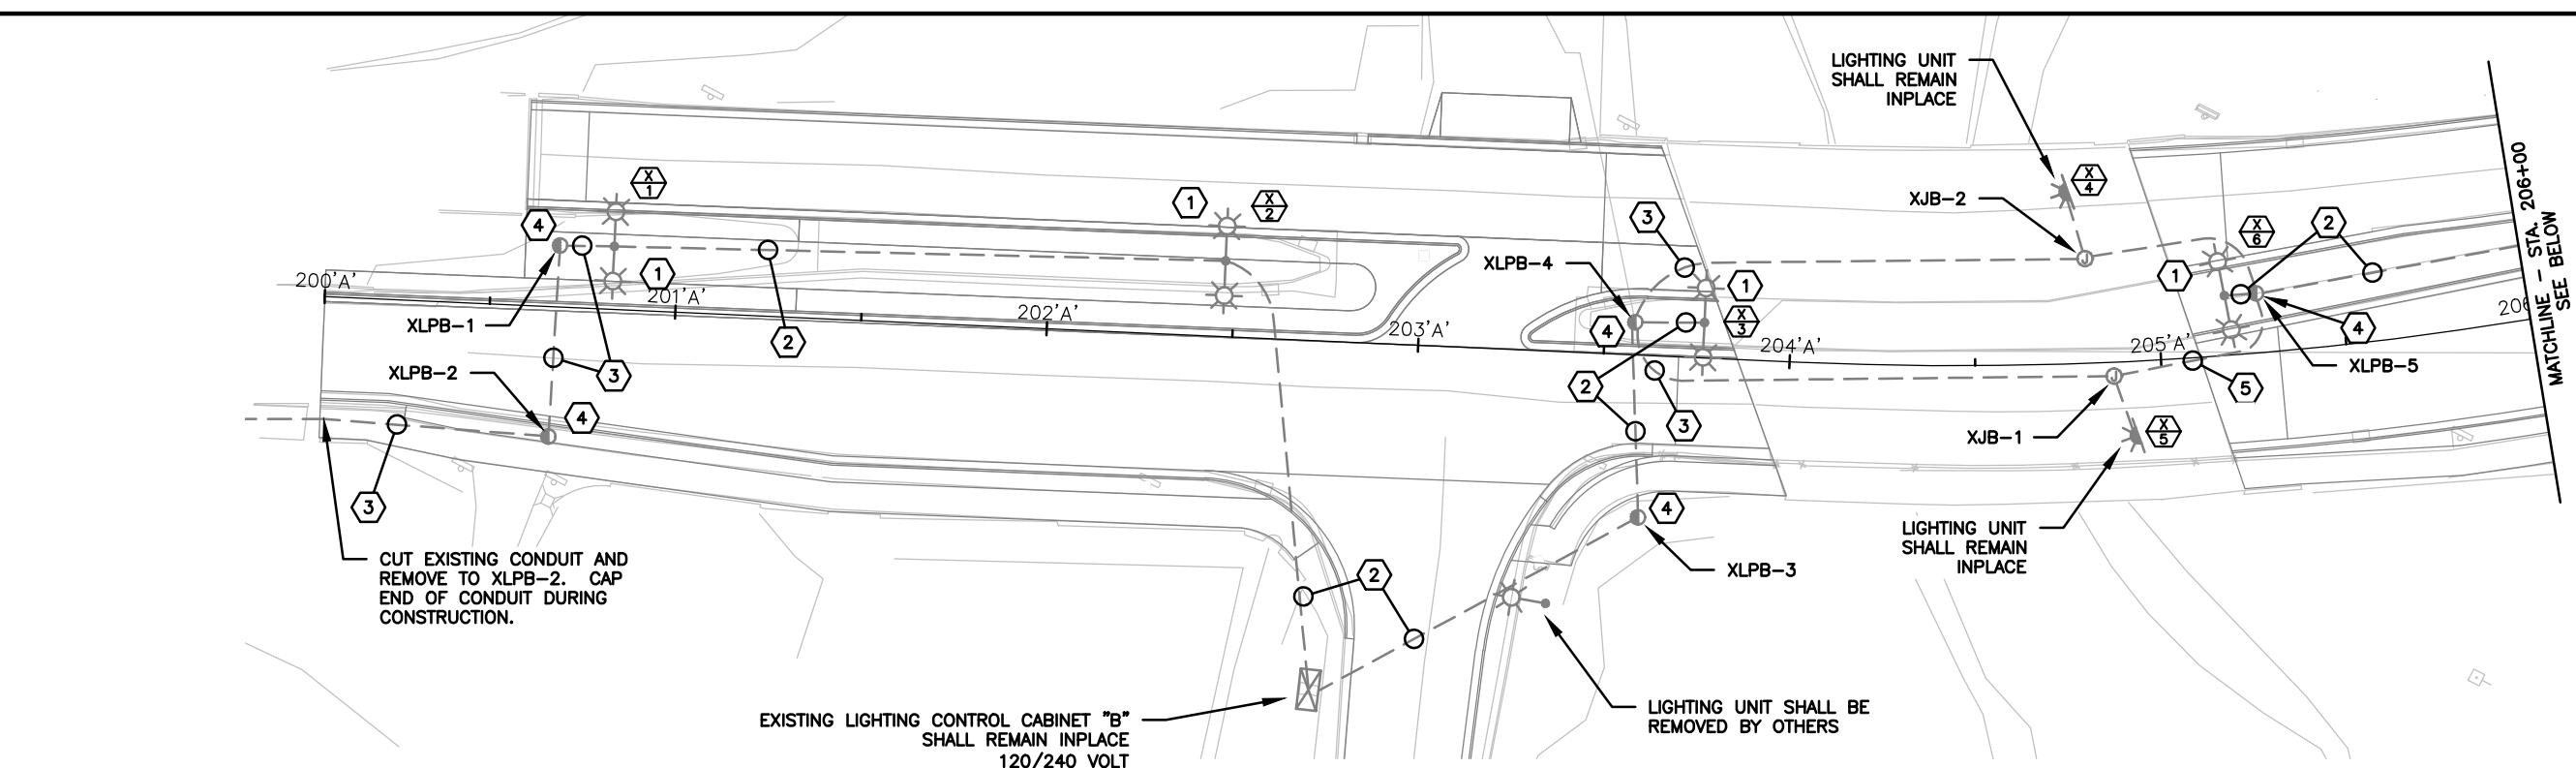 LIGHTING UNIT
SHALL REMAIN
INPLACE
X
4
XJB-2
X
1
1
X
2
3
X
6
2
4
XLPB-4
1
1
1
200'A'
201'A'
202'A'
203'A'
204'A'
205'A'
206
MATCHLINE - STA. 206+00
SEE BELOW
XLPB-1
2
4
X
3
4
XLPB-5
XLPB-2
3
2
5
4
3
XJB-1
X
5
3
4
LIGHTING UNIT
SHALL REMAIN
INPLACE
CUT EXISTING CONDUIT AND
REMOVE TO XLPB-2. CAP
END OF CONDUIT DURING
CONSTRUCTION.
2
XLPB-3
EXISTING LIGHTING CONTROL CABINET "B"
SHALL REMAIN INPLACE
120/240 VOLT
LIGHTING UNIT SHALL BE
REMOVED BY OTHERS